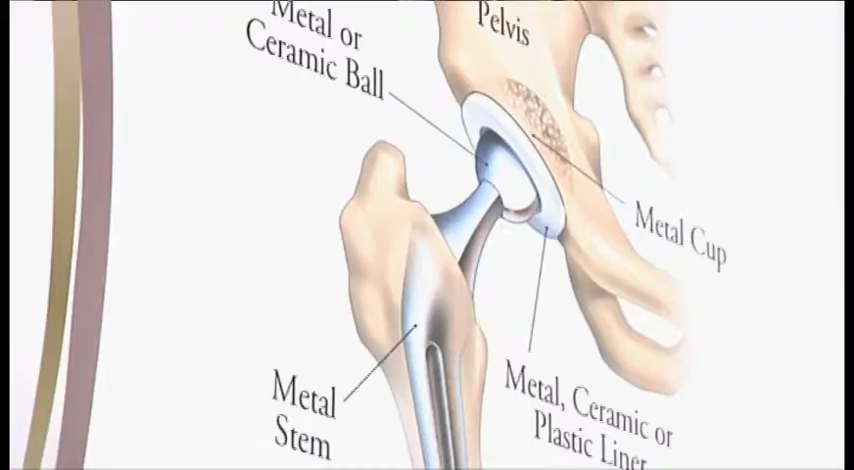 Metal or
Ceramic Ball
Pelvis
Metal Cup
Metal
Stem
Metal, Ceramic or
Plastic Liner